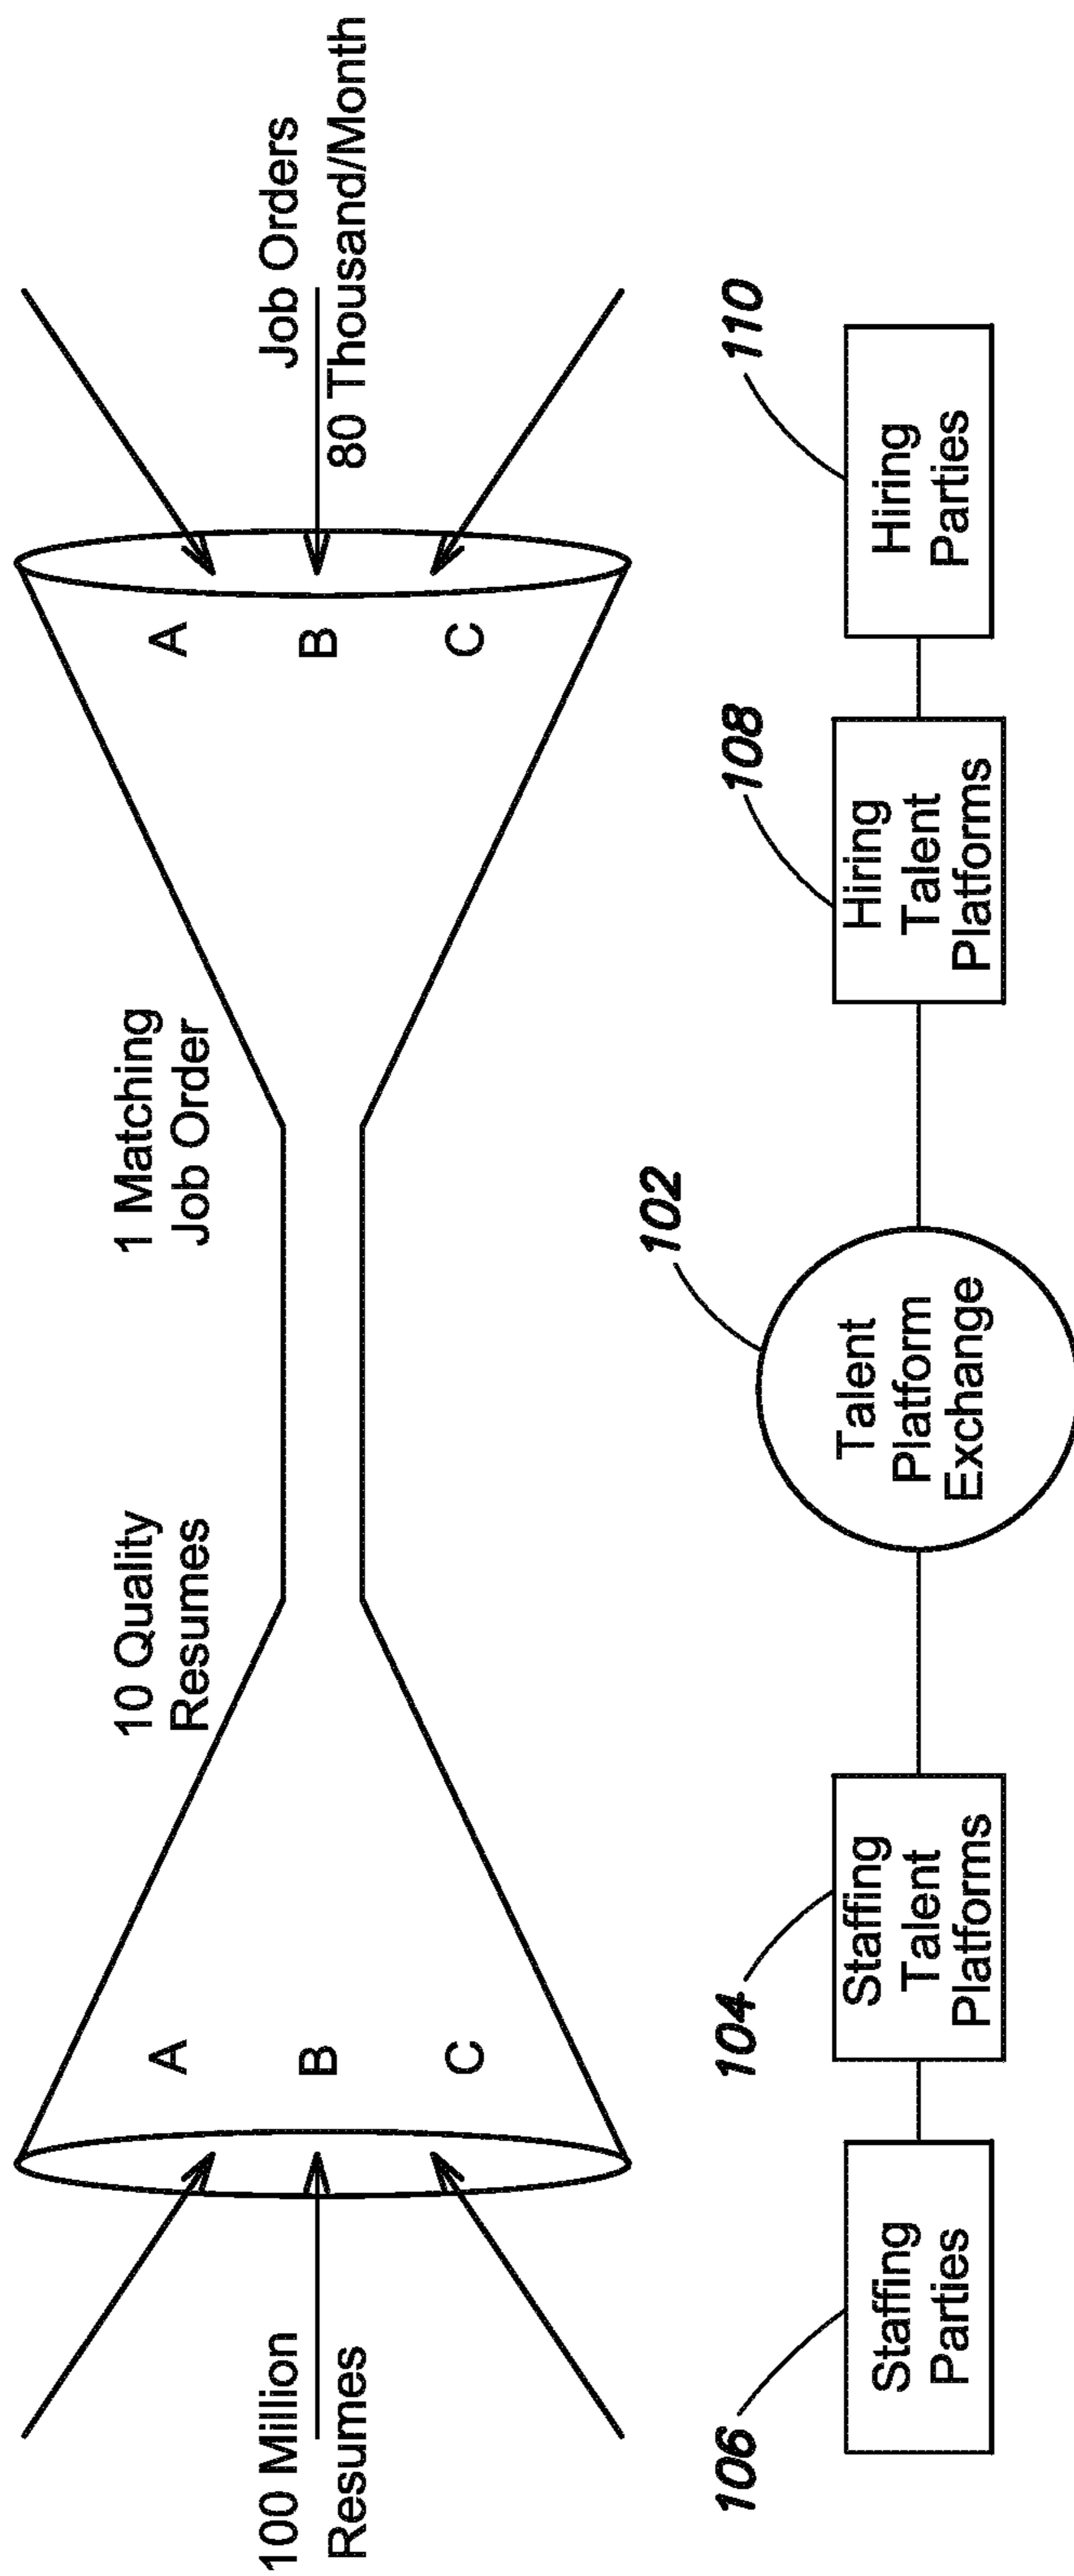 100 Million
Resumes
A
B
C
10 Quality
Resumes
1 Matching
Job Order
A
B
C
Job Orders
80 Thousand/Month
106
Staffing
Parties
104
Staffing
Talent
Platforms
102
Talent
Platform
Exchange
108
Hiring
Talent
Platforms
110
Hiring
Parties